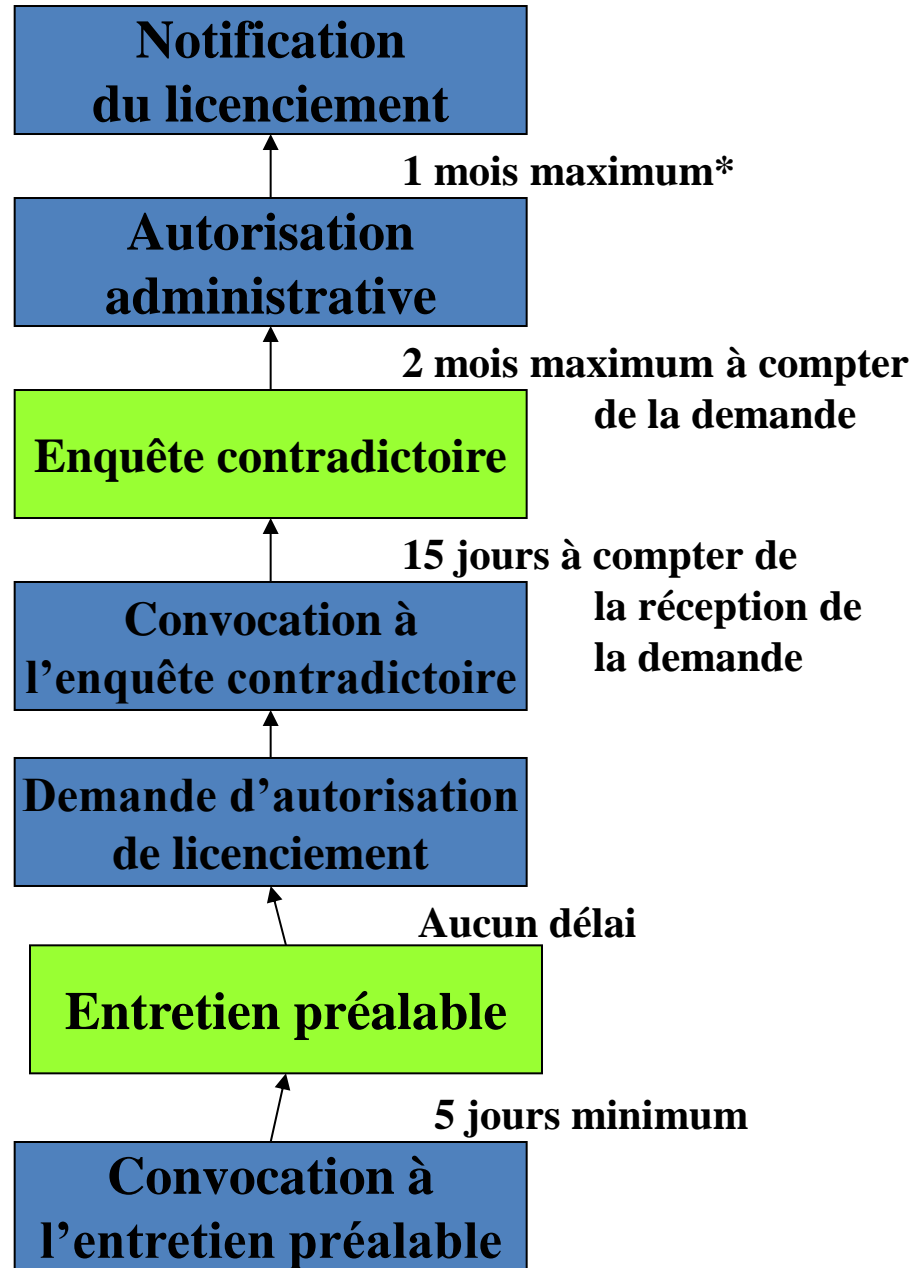 Notification
du licenciement
1 mois maximum*
Autorisation
administrative
2 mois maximum à compter
de la demande
Enquête contradictoire
15 jours à compter de
la réception de
la demande
Convocation à
l’enquête contradictoire
Demande d’autorisation
de licenciement
Aucun délai
Entretien préalable
5 jours minimum
Convocation à
l’entretien préalable